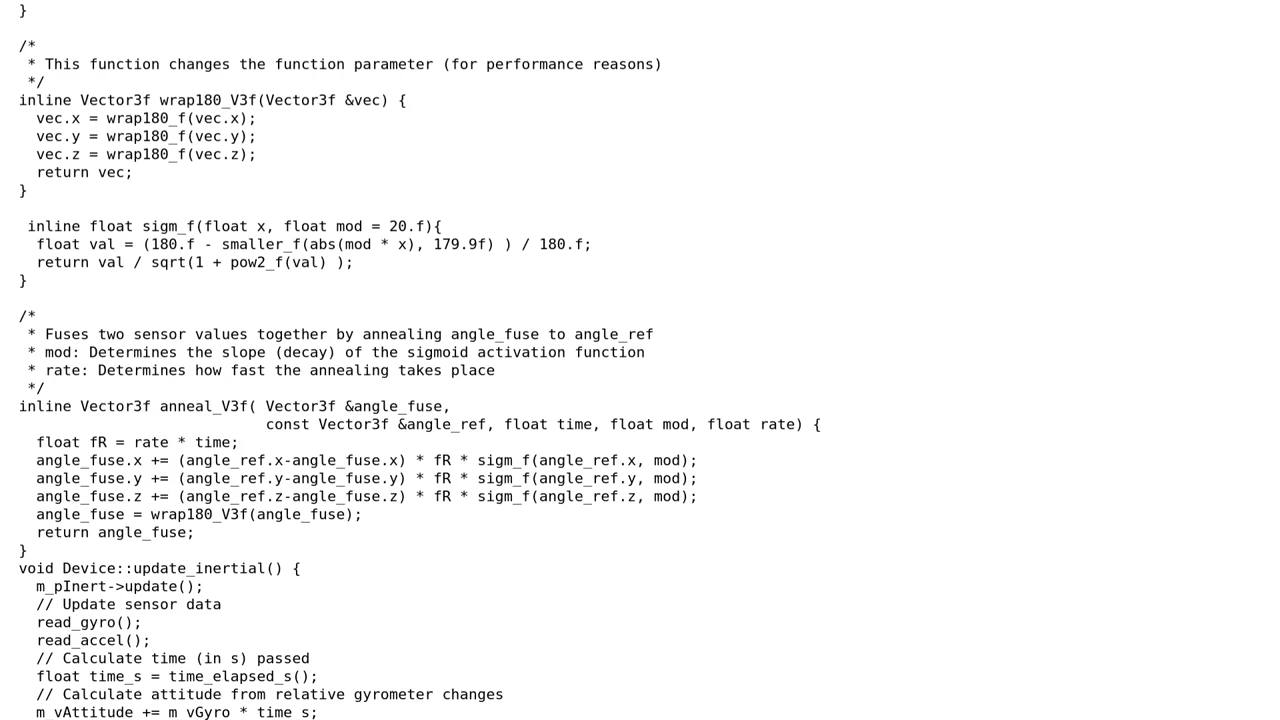 }
/*
 * This function changes the function parameter (for performance reasons)
 */
inline Vector3f wrap180_V3f(Vector3f &vec) {
  vec.x = wrap180_f(vec.x);
  vec.y = wrap180_f(vec.y);
  vec.z = wrap180_f(vec.z);
  return vec;
}
 inline float sigm_f(float x, float mod = 20.f){
  float val = (180.f - smaller_f(abs(mod * x), 179.9f) ) / 180.f;
  return val / sqrt(1 + pow2_f(val) );
}
/*
 * Fuses two sensor values together by annealing angle_fuse to angle_ref
 * mod: Determines the slope (decay) of the sigmoid activation function
 * rate: Determines how fast the annealing takes place
 */
inline Vector3f anneal_V3f( Vector3f &angle_fuse,
                            const Vector3f &angle_ref, float time, float mod, float rate) {
  float fR = rate * time;
  angle_fuse.x += (angle_ref.x-angle_fuse.x) * fR * sigm_f(angle_ref.x, mod);
  angle_fuse.y += (angle_ref.y-angle_fuse.y) * fR * sigm_f(angle_ref.y, mod);
  angle_fuse.z += (angle_ref.z-angle_fuse.z) * fR * sigm_f(angle_ref.z, mod);
  angle_fuse = wrap180_V3f(angle_fuse);
  return angle_fuse;
}
void Device::update_inertial() {
  m_pInert->update();
  // Update sensor data
  read_gyro();
  read_accel();
  // Calculate time (in s) passed
  float time_s = time_elapsed_s();
  // Calculate attitude from relative gyrometer changes
  m_vAttitude += m_vGyro * time_s;